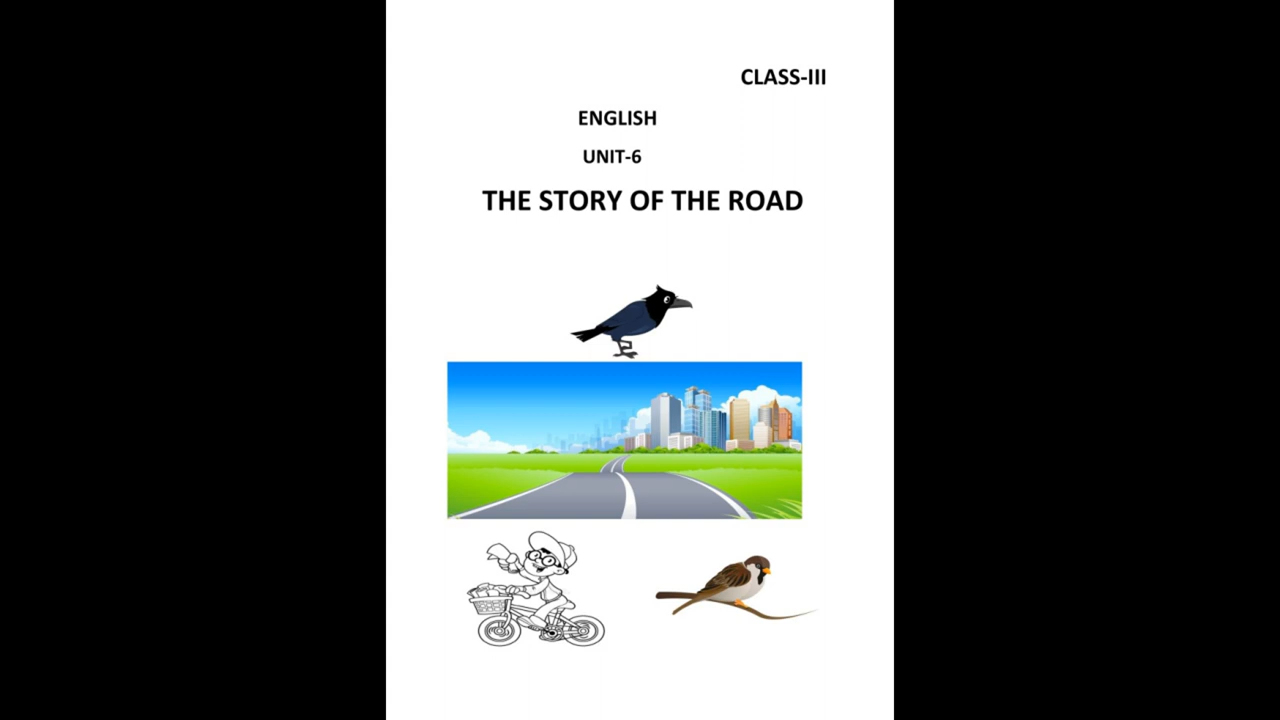 CLASS-III
ENGLISH
UNIT-6
THE STORY OF THE ROAD